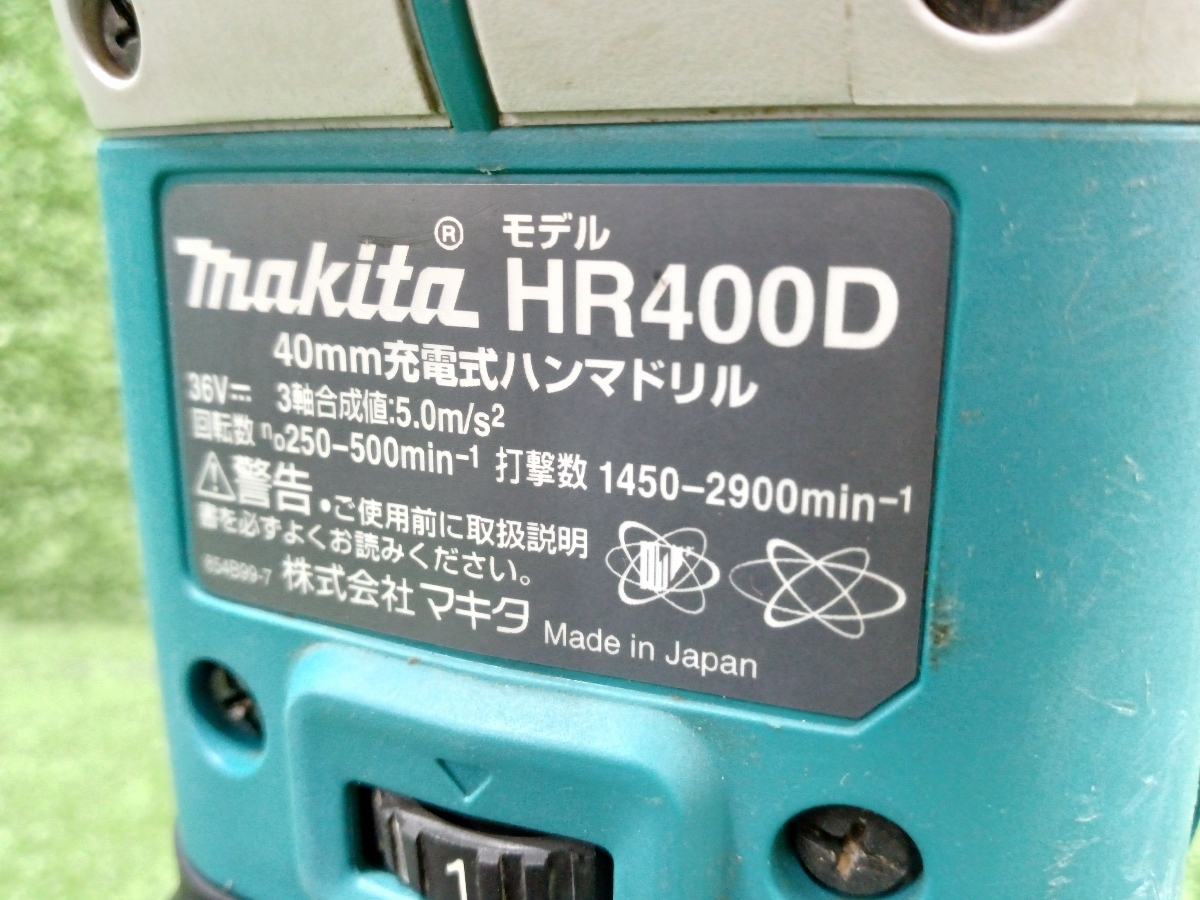 makita® モデル
HR400D
40mm充電式ハンマドリル
36V⎓ 3軸合成値:5.0m/s²
回転数 n₀250-500min⁻¹ 打撃数 1450-2900min⁻¹
⚠警告 •ご使用前に取扱説明
書を必ずよくお読みください。
854B99-7 株式会社マキタ Made in Japan
1